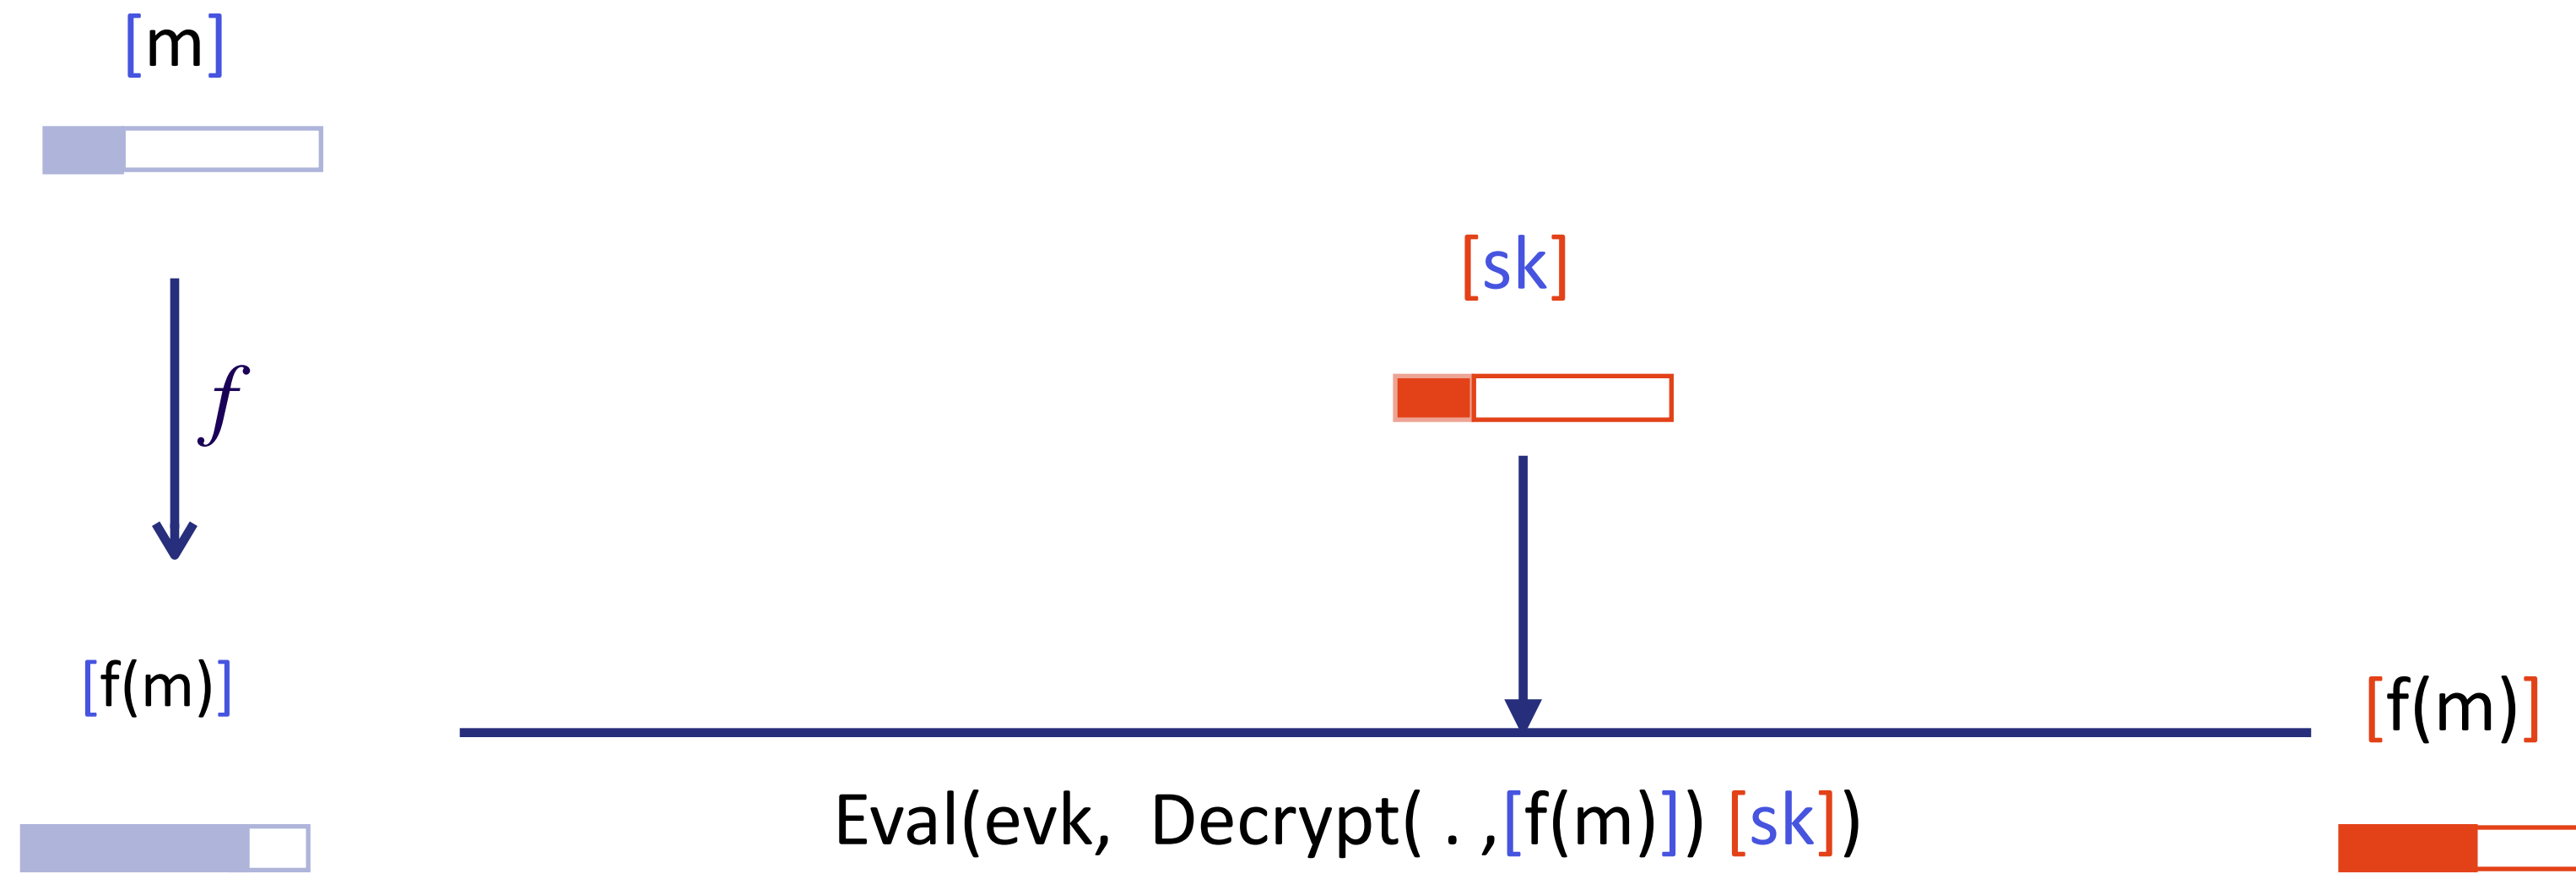 [m]
[sk]
f
[f(m)]
[f(m)]
Eval(evk, Decrypt( . ,[f(m)]) [sk])